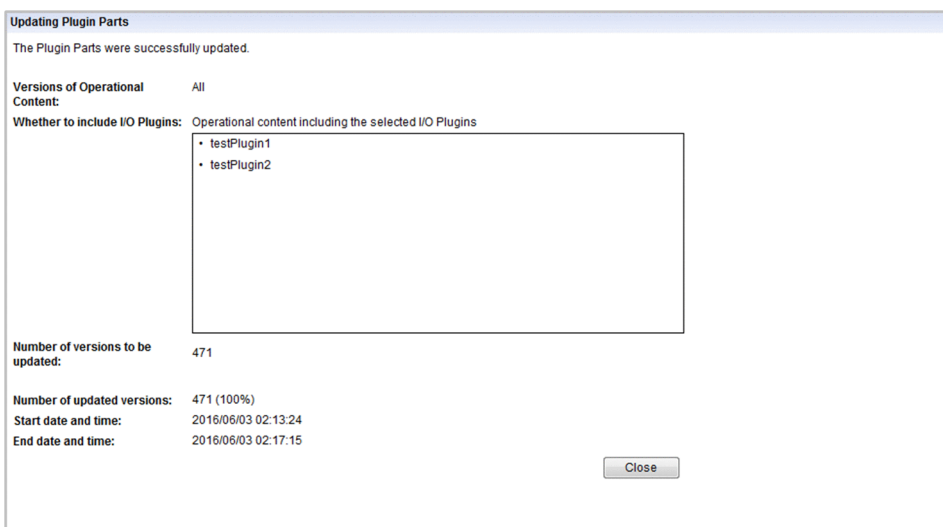 Updating Plugin Parts
The Plugin Parts were successfully updated.
Versions of Operational
Content:
All
Whether to include I/O Plugins:
Operational content including the selected I/O Plugins
• testPlugin1
• testPlugin2
Number of versions to be
updated:
471
Number of updated versions:
471 (100%)
Start date and time:
2016/06/03 02:13:24
End date and time:
2016/06/03 02:17:15
Close